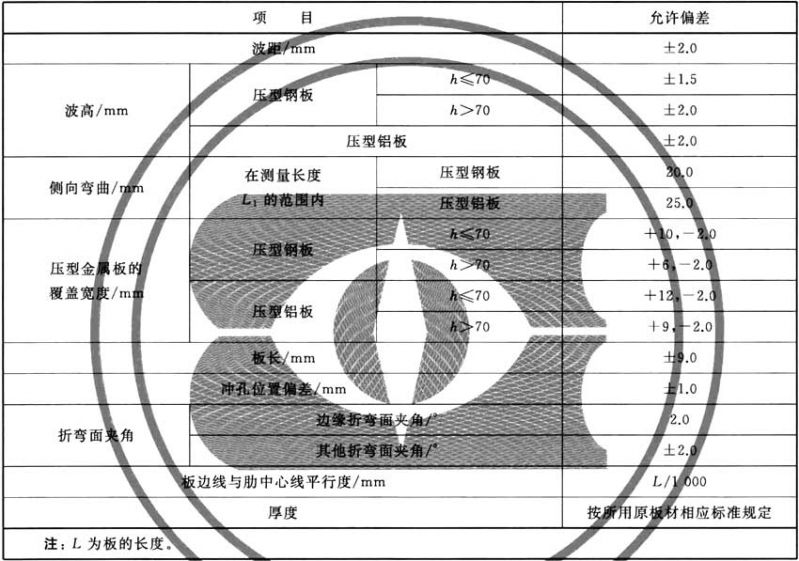 项 目 允许偏差
波距/mm ±2.0
波高/mm 压型钢板 h≤70 ±1.5
h>70 ±2.0
压型铝板 ±2.0
侧向弯曲/mm 在测量长度 L₁ 的范围内 压型钢板 20.0
压型铝板 25.0
压型金属板的 覆盖宽度/mm 压型钢板 h≤70 +10,-2.0
h>70 +6,-2.0
压型铝板 h≤70 +12,-2.0
h>70 +9,-2.0
板长/mm ±9.0
冲孔位置偏差/mm ±1.0
折弯面夹角 边缘折弯面夹角/° 2.0
其他折弯面夹角/° ±2.0
板边线与肋中心线平行度/mm L/1 000
厚度 按所用原板材相应标准规定
注:L 为板的长度。